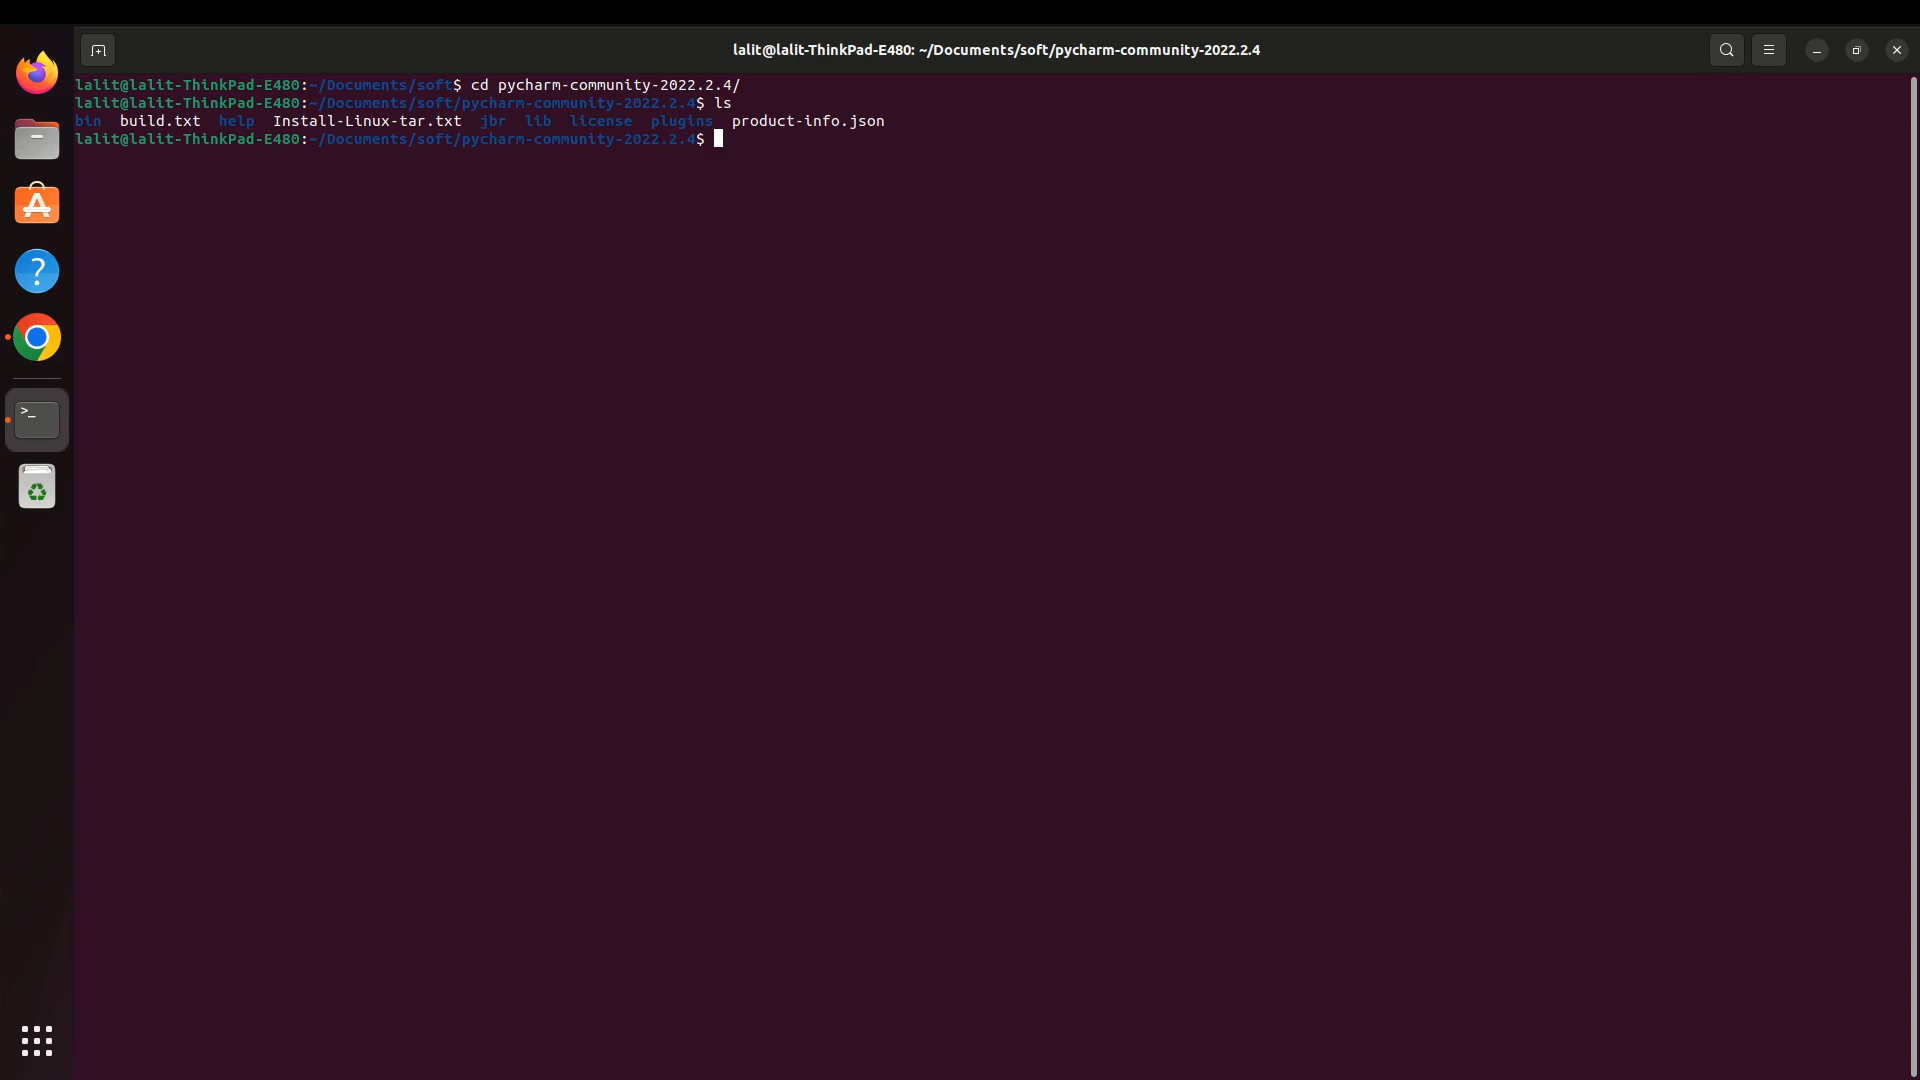 lalit@lalit-ThinkPad-E480: ~/Documents/soft/pycharm-community-2022.2.4
lalit@lalit-ThinkPad-E480:~/Documents/soft$ cd pycharm-community-2022.2.4/
lalit@lalit-ThinkPad-E480:~/Documents/soft/pycharm-community-2022.2.4$ ls
bin  build.txt  help  Install-Linux-tar.txt  jbr  lib  license  plugins  product-info.json
lalit@lalit-ThinkPad-E480:~/Documents/soft/pycharm-community-2022.2.4$